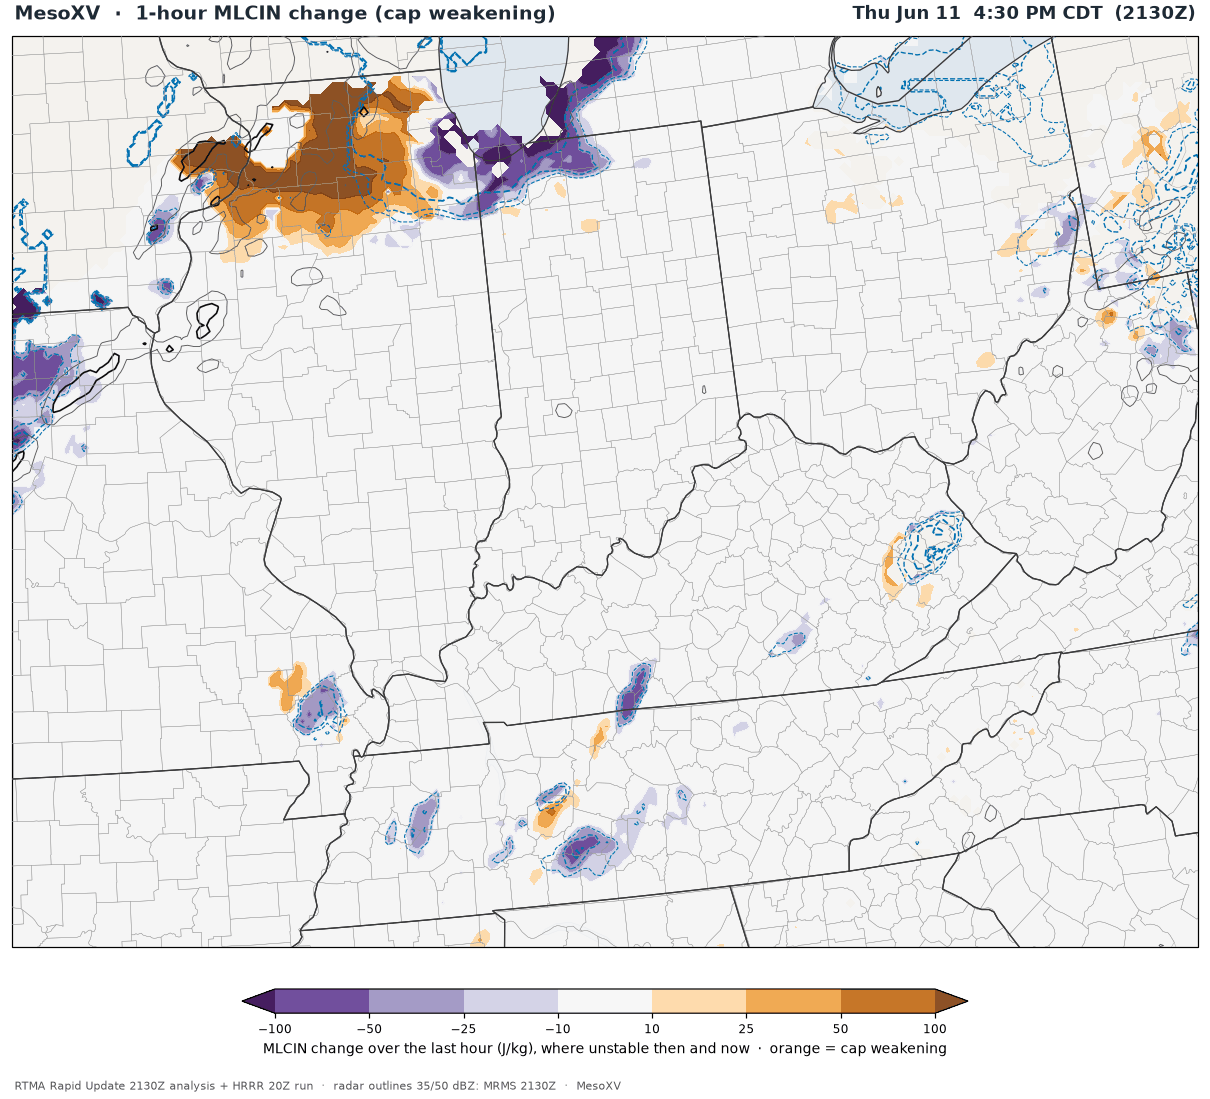 MesoXV · 1-hour MLCIN change (cap weakening)
Thu Jun 11 4:30 PM CDT (2130Z)
−100 −50 −25 −10 10 25 50 100
MLCIN change over the last hour (J/kg), where unstable then and now · orange = cap weakening
RTMA Rapid Update 2130Z analysis + HRRR 20Z run · radar outlines 35/50 dBZ: MRMS 2130Z · MesoXV